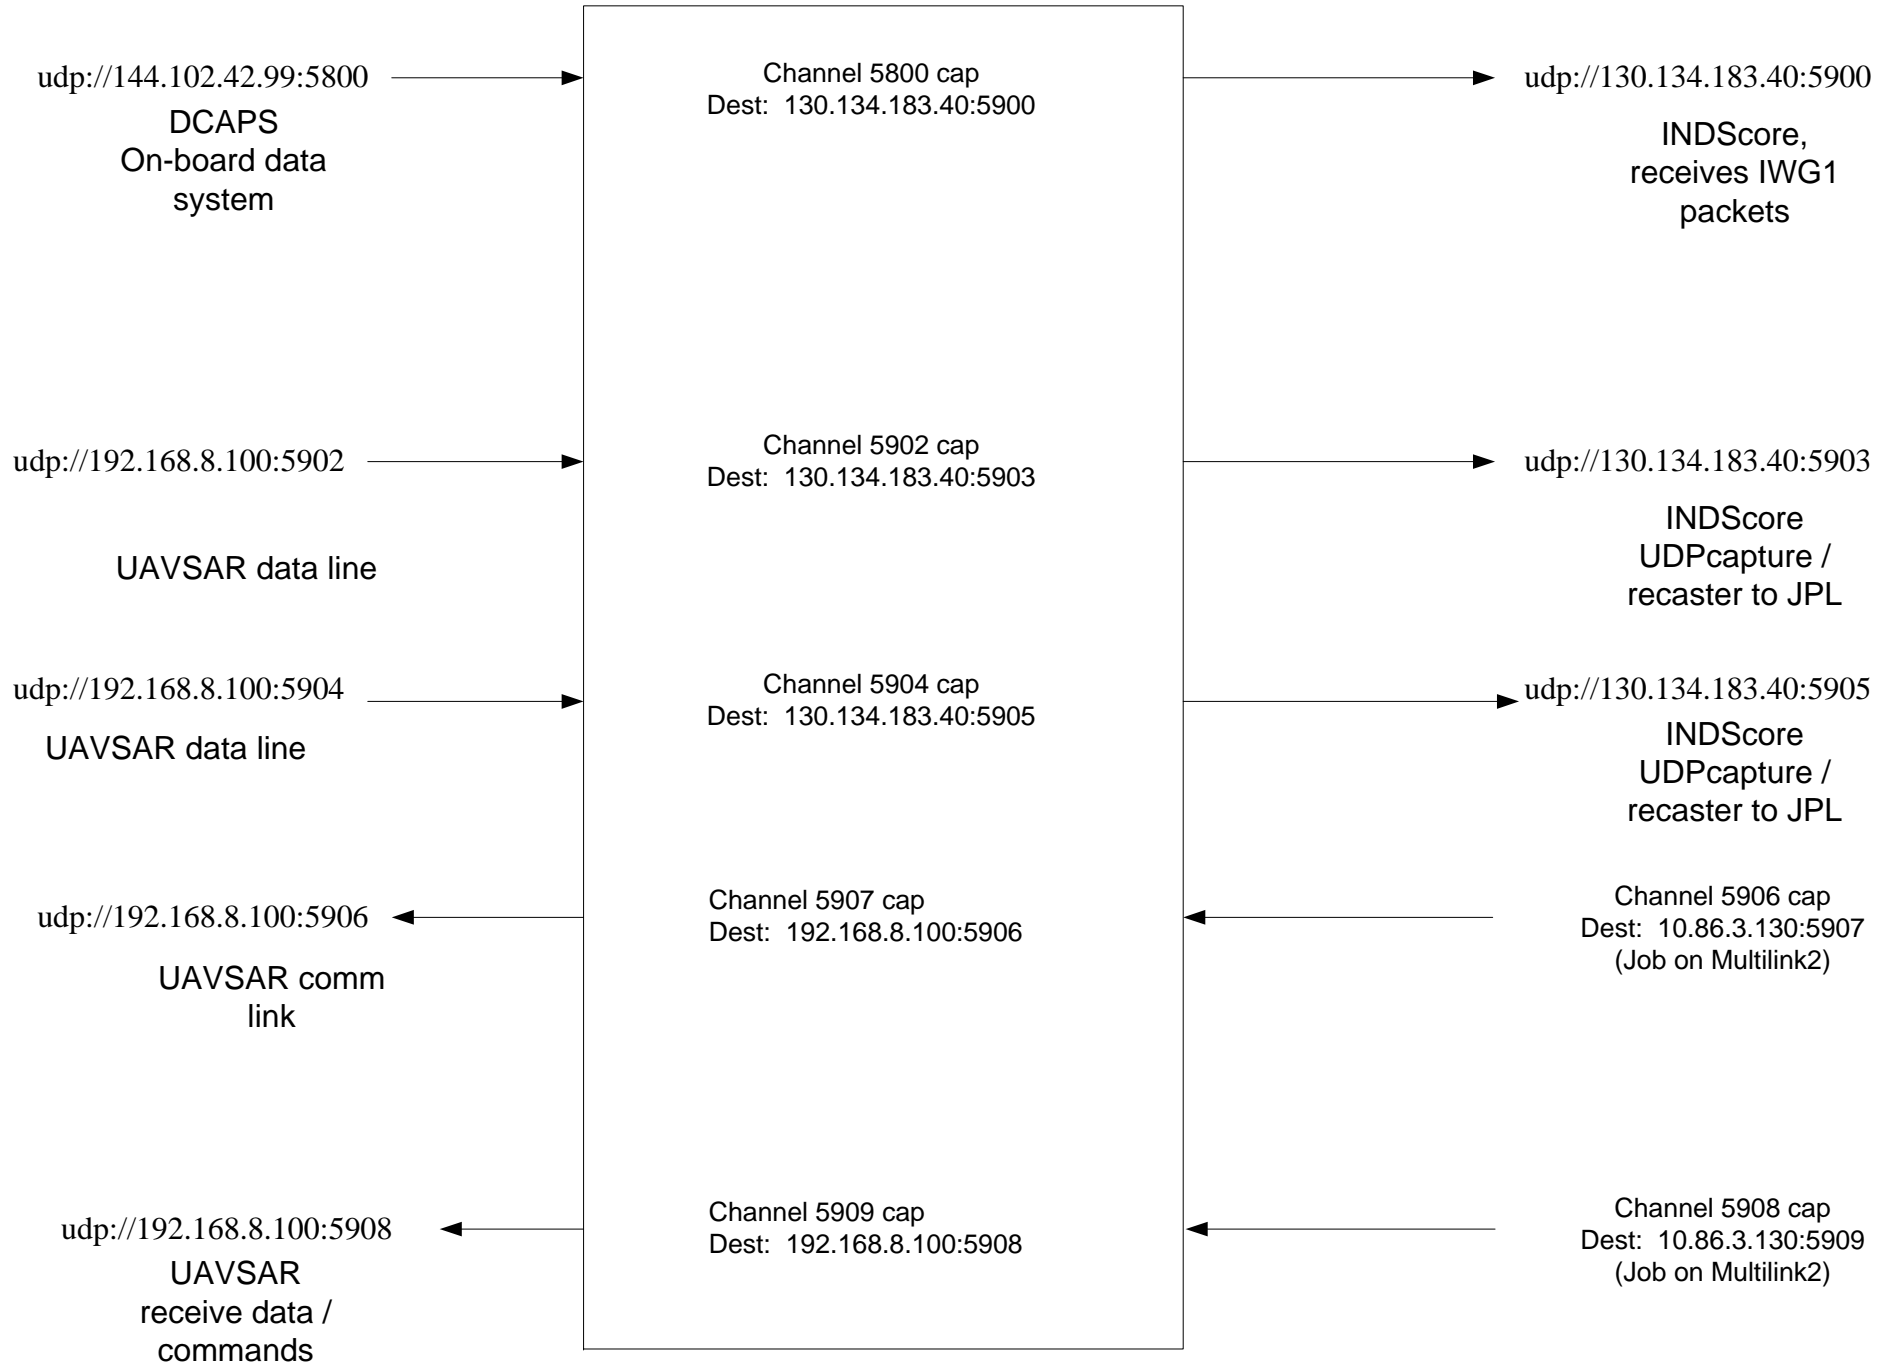 udp://144.102.42.99:5800
DCAPS
On-board data
system
Channel 5800 cap
Dest:  130.134.183.40:5900
udp://130.134.183.40:5900
INDScore,
receives IWG1
packets
udp://192.168.8.100:5902
UAVSAR data line
Channel 5902 cap
Dest:  130.134.183.40:5903
udp://130.134.183.40:5903
INDScore
UDPcapture /
recaster to JPL
udp://192.168.8.100:5904
UAVSAR data line
Channel 5904 cap
Dest:  130.134.183.40:5905
udp://130.134.183.40:5905
INDScore
UDPcapture /
recaster to JPL
udp://192.168.8.100:5906
UAVSAR comm
link
Channel 5907 cap
Dest:  192.168.8.100:5906
Channel 5906 cap
Dest:  10.86.3.130:5907
(Job on Multilink2)
udp://192.168.8.100:5908
UAVSAR
receive data /
commands
Channel 5909 cap
Dest:  192.168.8.100:5908
Channel 5908 cap
Dest:  10.86.3.130:5909
(Job on Multilink2)